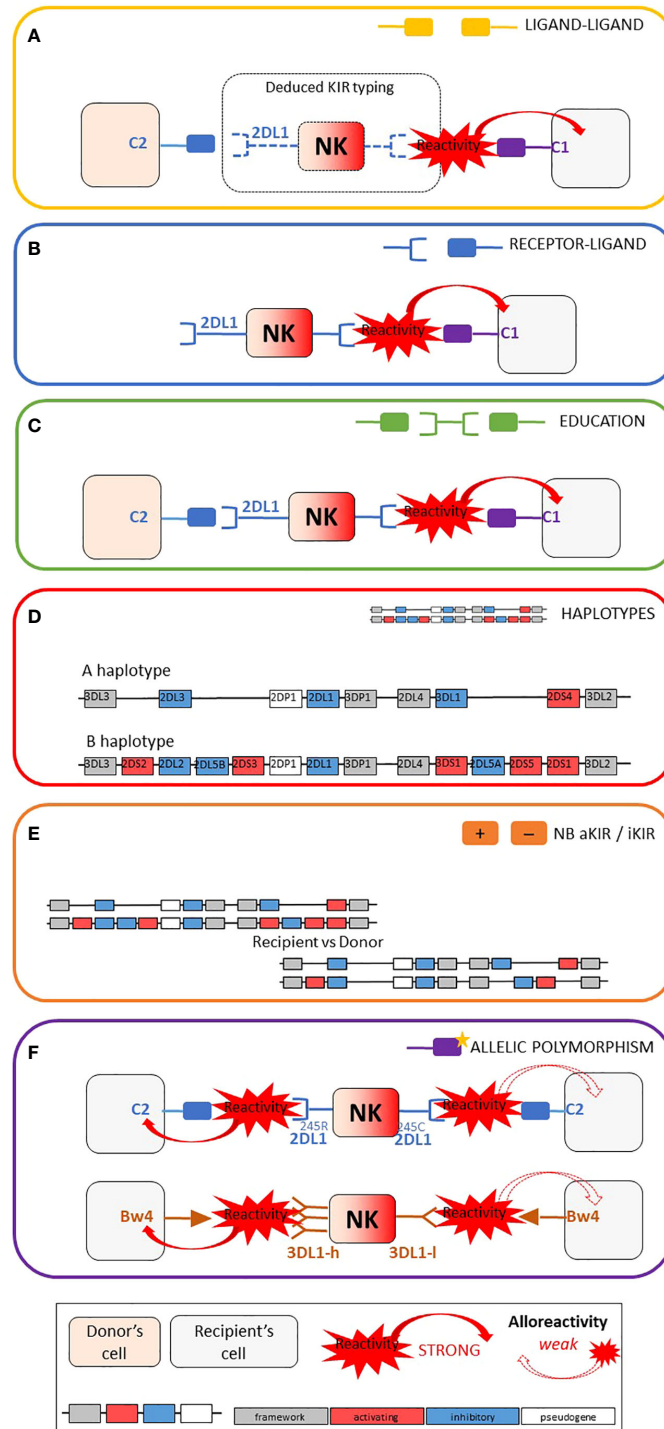 A
LIGAND-LIGAND
Deduced KIR typing
C2
2DL1
NK
Reactivity
C1
B
RECEPTOR-LIGAND
2DL1
NK
Reactivity
C1
C
EDUCATION
C2
2DL1
NK
Reactivity
C1
D
HAPLOTYPES
A haplotype
3DL3 2DL3 2DP1 2DL1 3DP1 2DL4 3DL1 2DS4 3DL2
B haplotype
3DL3 2DS2 2DL2 2DL5B 2DS3 2DP1 2DL1 3DP1 2DL4 3DS1 2DL5A 2DS5 2DS1 3DL2
E
+ − NB aKIR / iKIR
Recipient vs Donor
F
ALLELIC POLYMORPHISM
C2 Reactivity 245R 2DL1 NK 245C 2DL1 Reactivity C2
Bw4 Reactivity 3DL1-h NK 3DL1-l Reactivity Bw4
Donor's cell
Recipient's cell
Reactivity STRONG
Alloreactivity
weak
framework activating inhibitory pseudogene